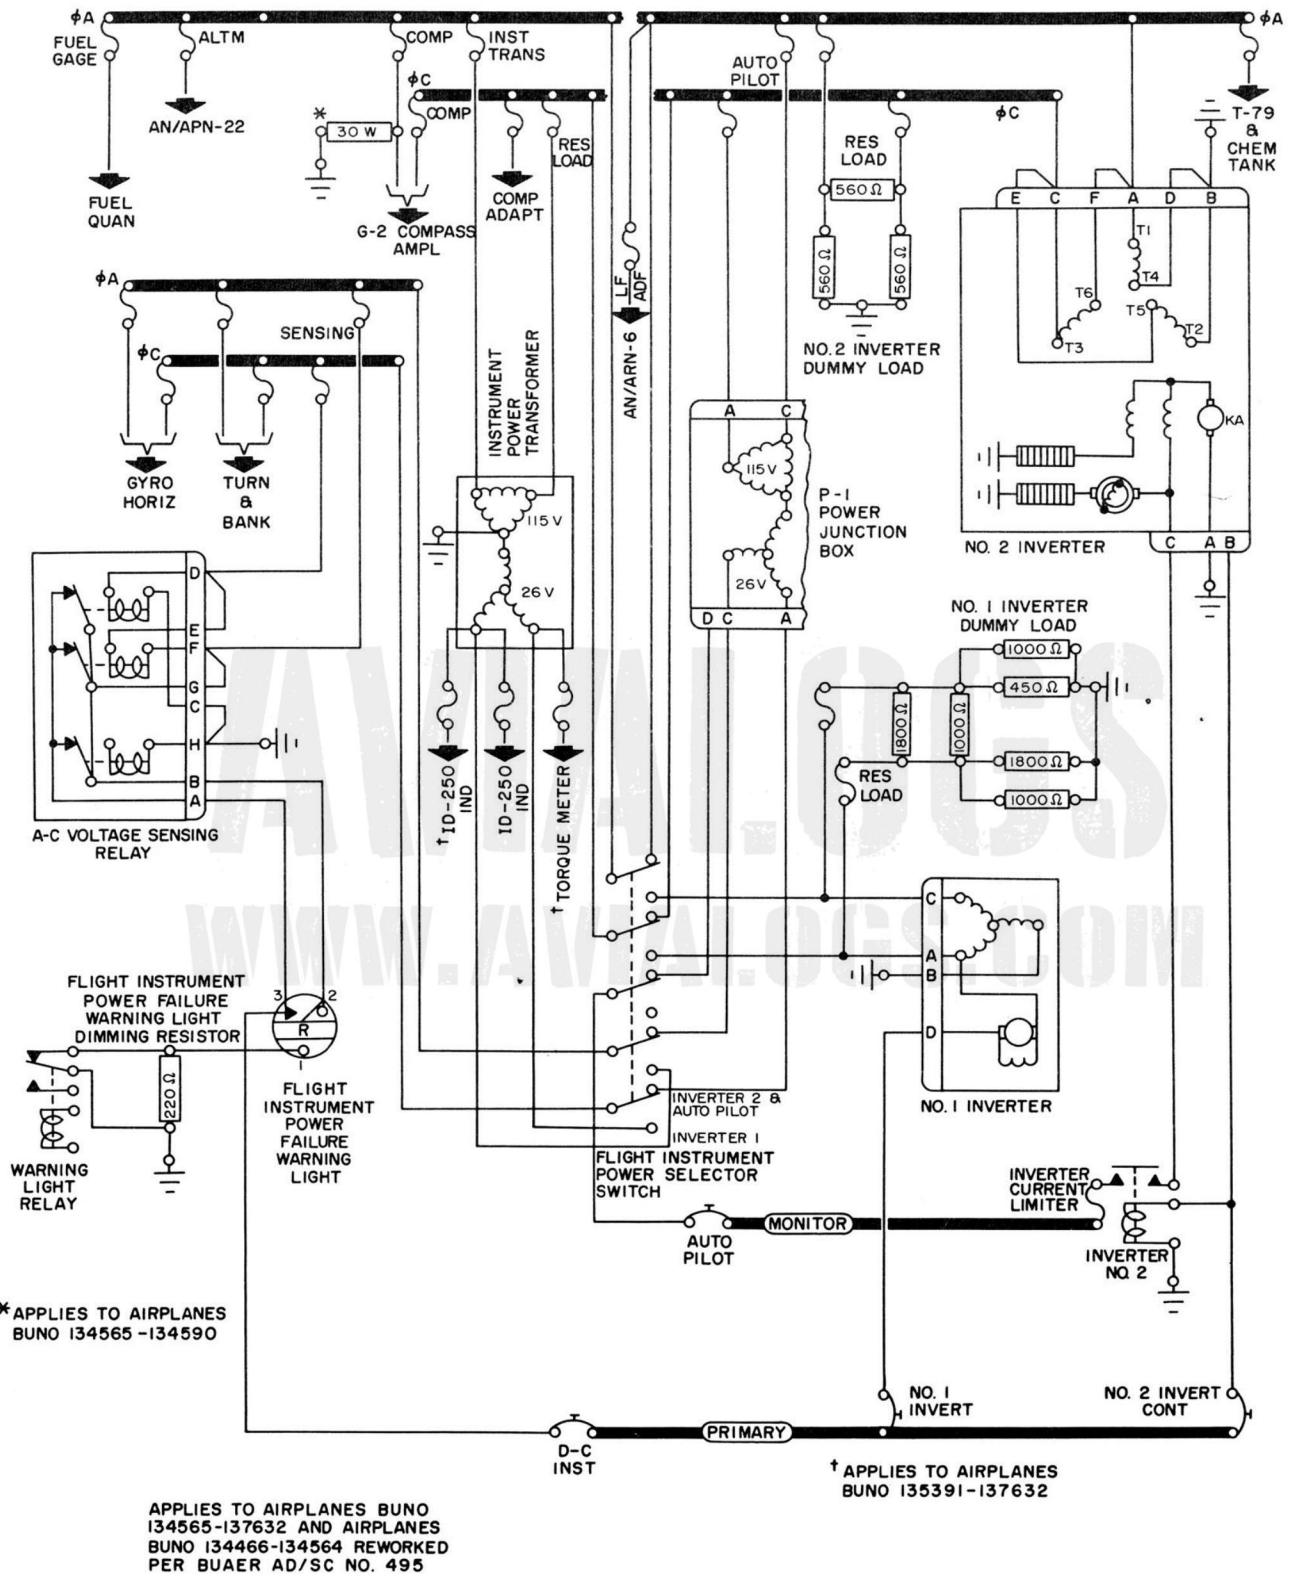 φA
FUEL
GAGE
ALTM
COMP
INST
TRANS
φC
COMP
RES
LOAD
*
30 W
AN/APN-22
FUEL
QUAN
G-2 COMPASS
AMPL
COMP
ADAPT
AUTO
PILOT
φA
φC
T-79
&
CHEM
TANK
RES
LOAD
560 Ω
560 Ω
560 Ω
NO. 2 INVERTER
DUMMY LOAD
LF
ADF
AN/ARN-6
E C F A D B
T1
T4
T6
T5
T2
T3
KA
NO. 2 INVERTER
C A B
φA
SENSING
φC
GYRO
HORIZ
TURN
&
BANK
INSTRUMENT
POWER
TRANSFORMER
115 V
26 V
A C
115 V
26 V
D C A
P-1
POWER
JUNCTION
BOX
D
E
F
G
C
H
B
A
A-C VOLTAGE SENSING
RELAY
† ID-250
IND
ID-250
IND
† TORQUE METER
NO. 1 INVERTER
DUMMY LOAD
1000 Ω
450 Ω
1800 Ω
1000 Ω
1800 Ω
1000 Ω
RES
LOAD
AVIALOGS
WWW.AVIALOGS.COM
C
A
B
D
NO. 1 INVERTER
FLIGHT INSTRUMENT
POWER FAILURE
WARNING LIGHT
DIMMING RESISTOR
3 2
R
1
220 Ω
FLIGHT
INSTRUMENT
POWER
FAILURE
WARNING
LIGHT
WARNING
LIGHT
RELAY
INVERTER 2 &
AUTO PILOT
INVERTER 1
FLIGHT INSTRUMENT
POWER SELECTOR
SWITCH
AUTO
PILOT
MONITOR
INVERTER
CURRENT
LIMITER
INVERTER
NO. 2
* APPLIES TO AIRPLANES
BUNO 134565-134590
NO. 1
INVERT
NO. 2 INVERT
CONT
D-C
INST
PRIMARY
† APPLIES TO AIRPLANES
BUNO 135391-137632
APPLIES TO AIRPLANES BUNO
134565-137632 AND AIRPLANES
BUNO 134466-134564 REWORKED
PER BUAER AD/SC NO. 495